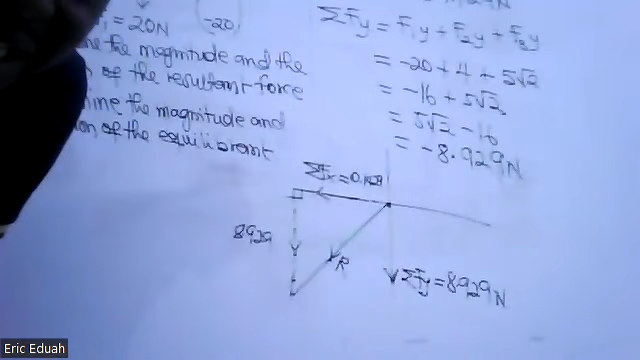 = 20N (-20)
the magnitude and the
of the resultant force
mine the magnitude and
of the equilibrant
ΣFy = F₁y + F₂y + F₃y
= -20 + 4 + 5√2
= -16 + 5√2
= 5√2 - 16
= -8.929N
ΣFx =
8.929
R
ΣFy = 8.929N
Eric Eduah